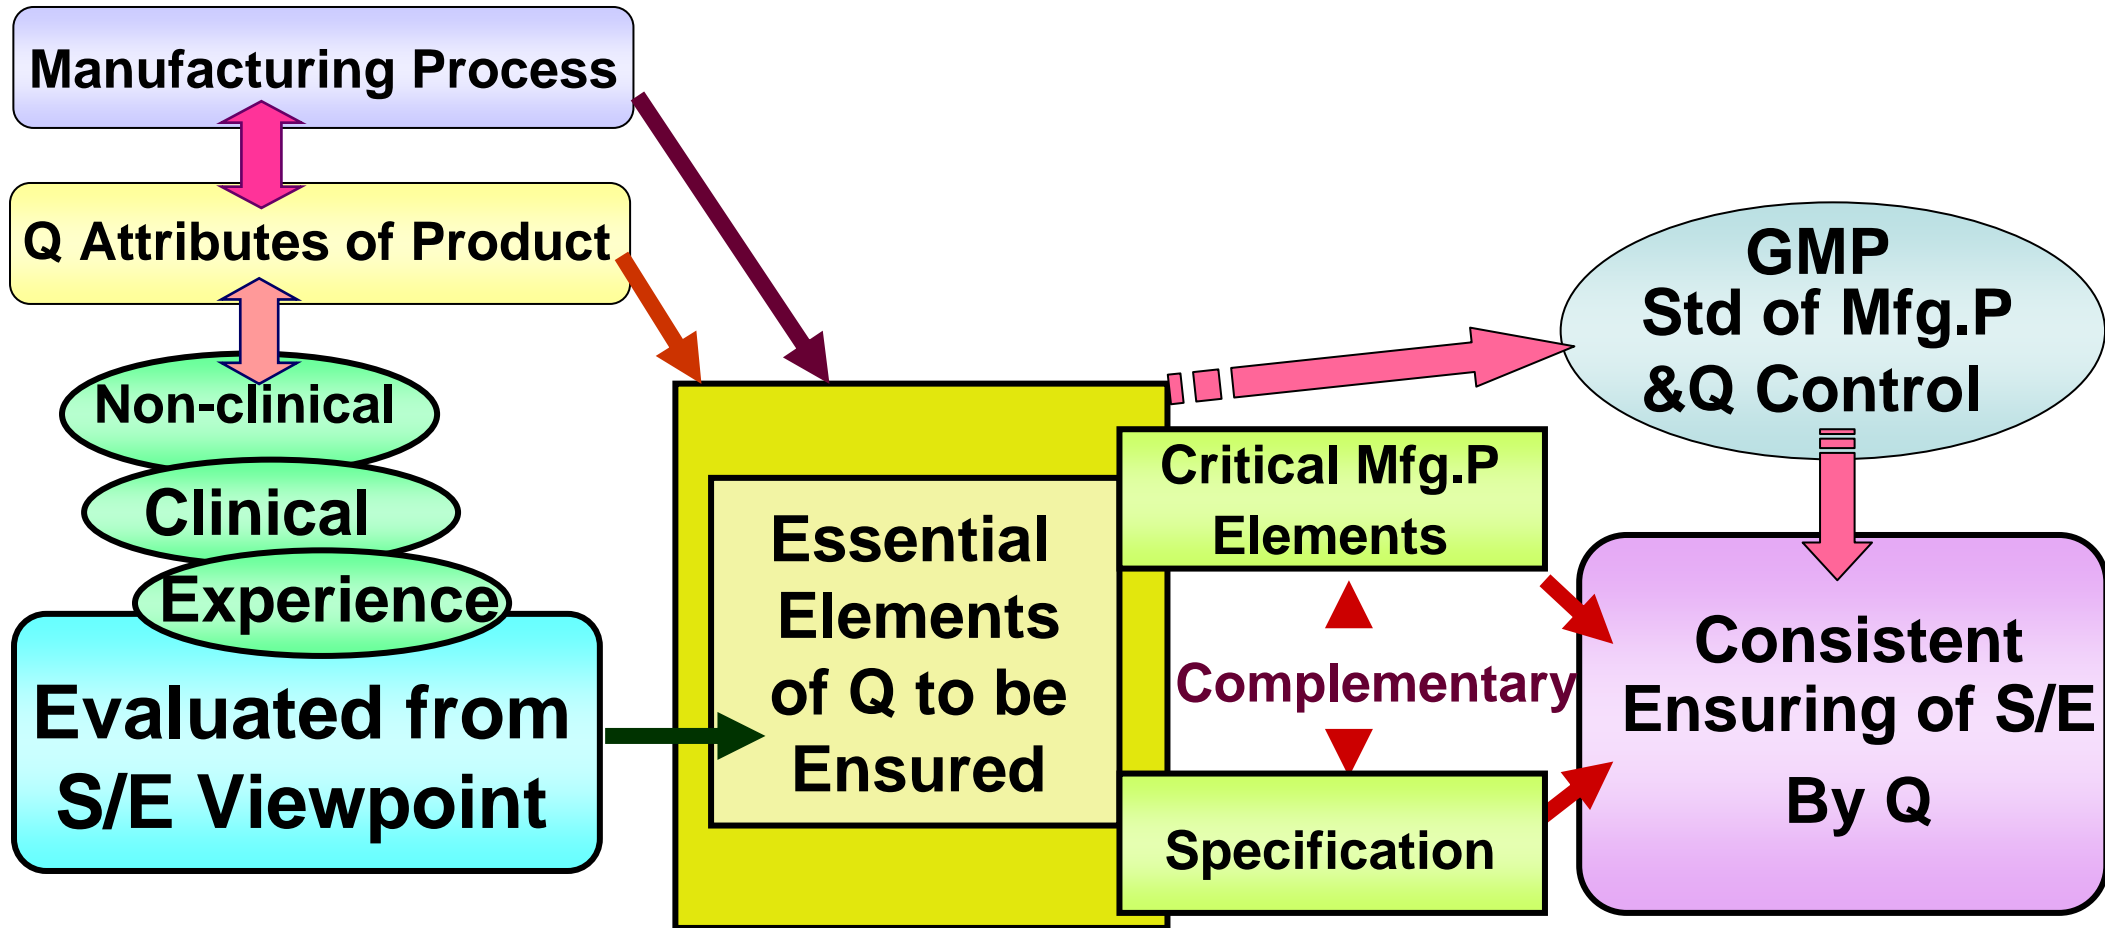 Manufacturing Process
Q Attributes of Product
Non-clinical
Clinical
Experience
Evaluated from
S/E Viewpoint
Essential
Elements
of Q to be
Ensured
Critical Mfg.P
Elements
Complementary
Specification
GMP
Std of Mfg.P
&Q Control
Consistent
Ensuring of S/E
By Q